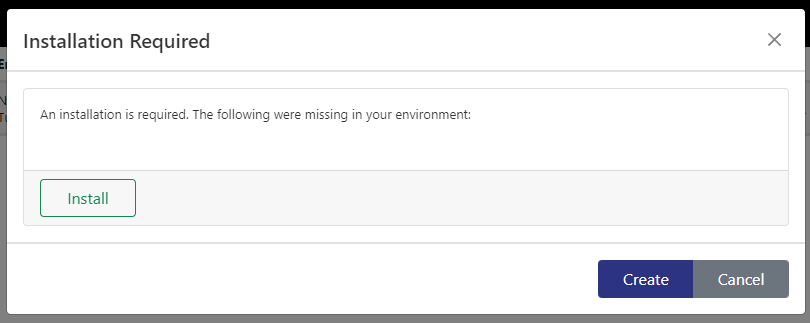 Installation Required
An installation is required. The following were missing in your environment:
Install
Create
Cancel